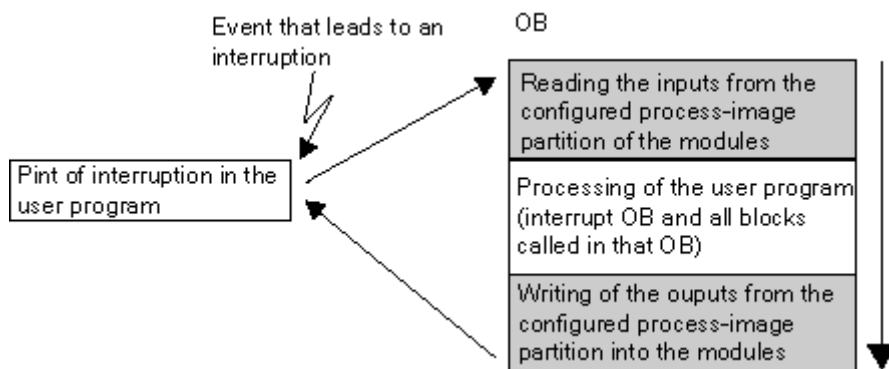 Event that leads to an
interruption
OB
Reading the inputs from the
configured process-image
partition of the modules
Pint of interruption in the
user program
Processing of the user program
(interrupt OB and all blocks
called in that OB)
Writing of the ouputs from the
configured process-image
partition into the modules